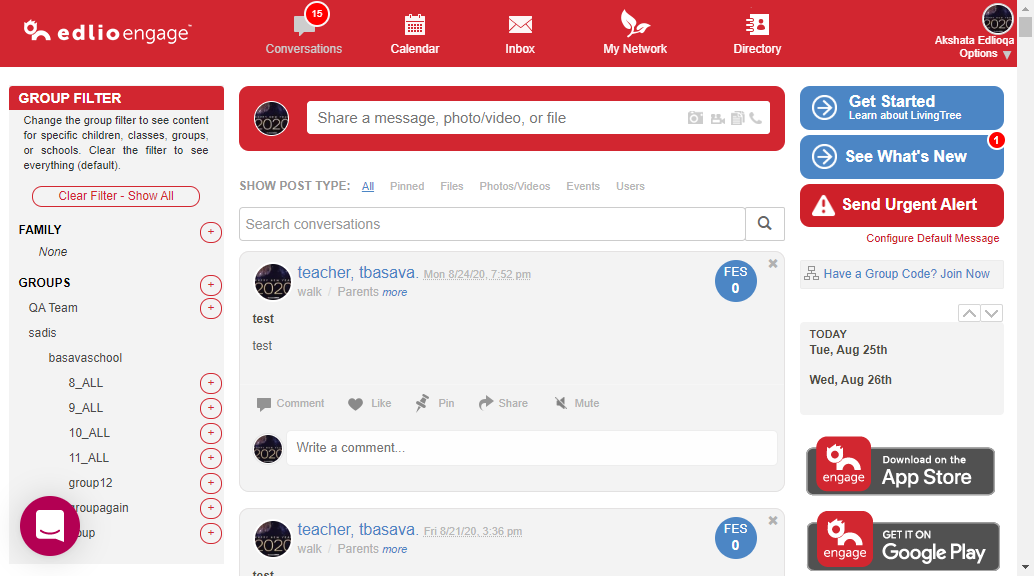 edlio engage™
15
Conversations
Calendar
Inbox
My Network
Directory
2020
Akshata Edlioqa
Options ▼
GROUP FILTER
Change the group filter to see content
for specific children, classes, groups,
or schools. Clear the filter to see
everything (default).
Clear Filter - Show All
FAMILY
+
None
GROUPS
+
QA Team
+
sadis
basavaschool
8_ALL
+
9_ALL
+
10_ALL
+
11_ALL
+
group12
+
groupagain
+
oup
+
2020
Share a message, photo/video, or file
SHOW POST TYPE: All Pinned Files Photos/Videos Events Users
Search conversations
2020
teacher, tbasava. Mon 8/24/20, 7:52 pm
walk / Parents more
FES
0
test
test
Comment Like Pin Share Mute
2020
Write a comment...
2020
teacher, tbasava. Fri 8/21/20, 3:36 pm
walk / Parents more
FES
0
test
Get Started
Learn about LivingTree
1
See What's New
Send Urgent Alert
Configure Default Message
Have a Group Code? Join Now
TODAY
Tue, Aug 25th
Wed, Aug 26th
engage
Download on the
App Store
engage
GET IT ON
Google Play